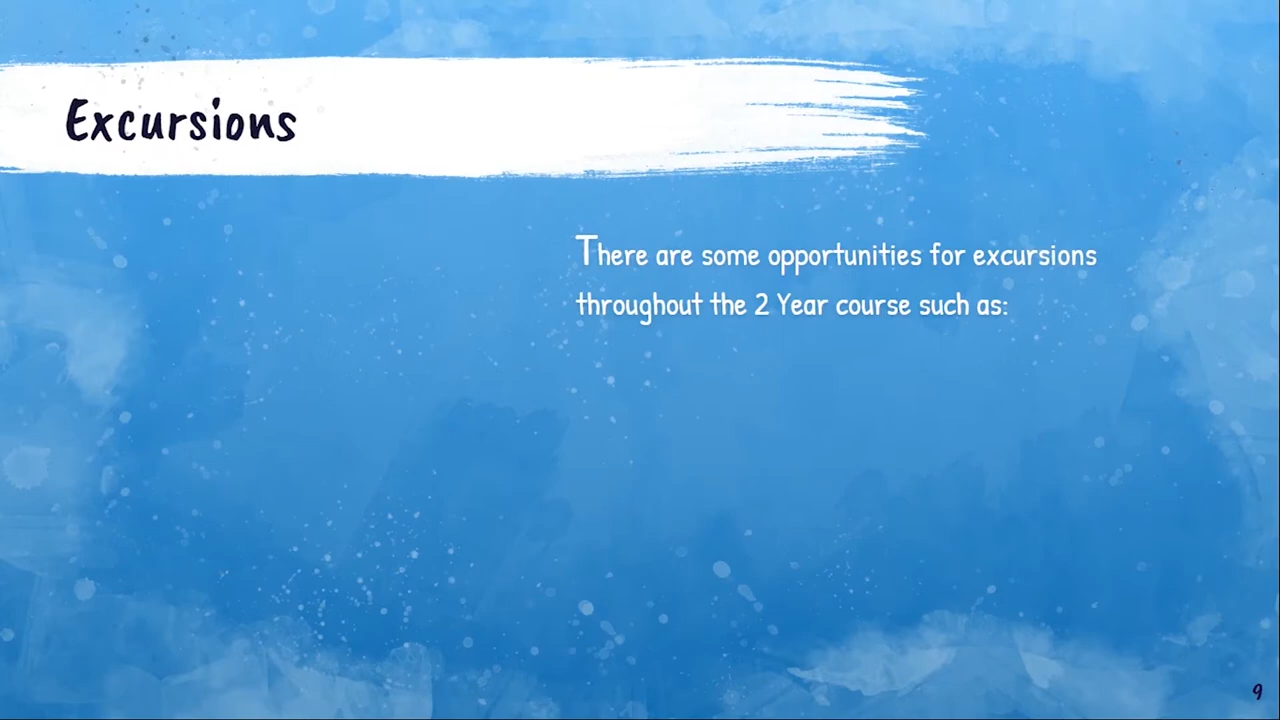 Excursions
There are some opportunities for excursions
throughout the 2 Year course such as:
9